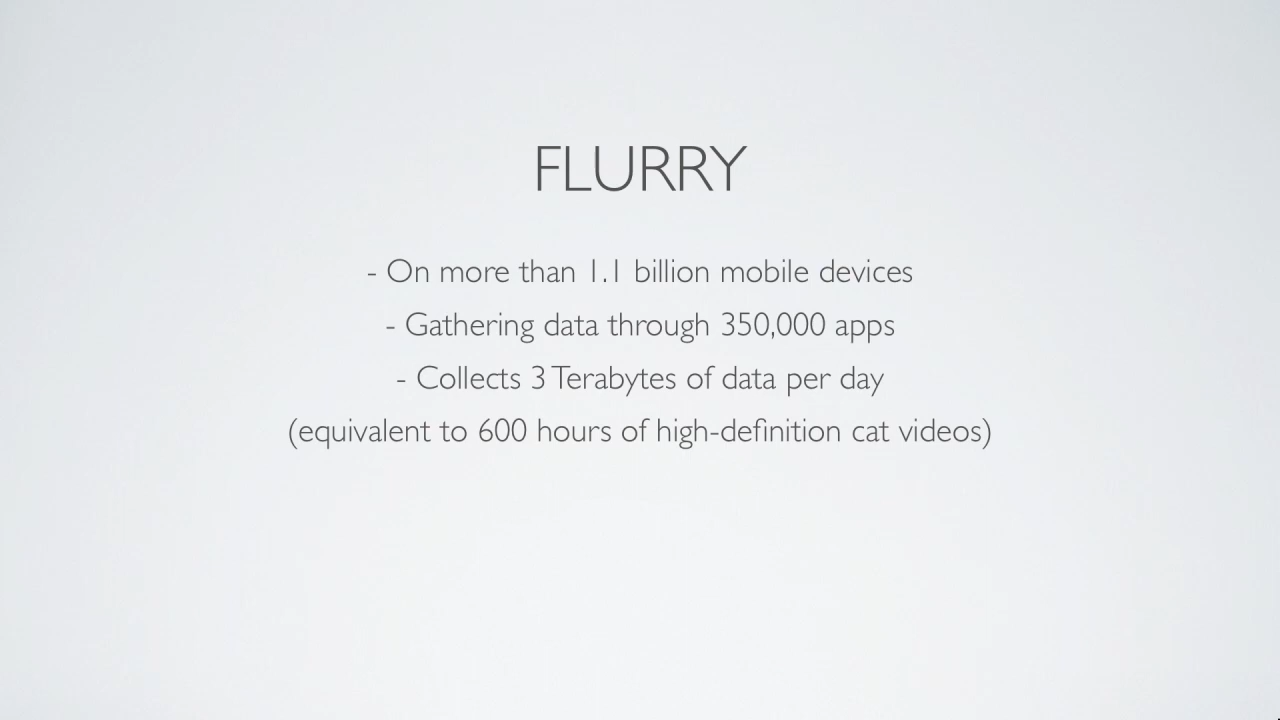 FLURRY
- On more than 1.1 billion mobile devices
- Gathering data through 350,000 apps
- Collects 3 Terabytes of data per day
(equivalent to 600 hours of high-definition cat videos)